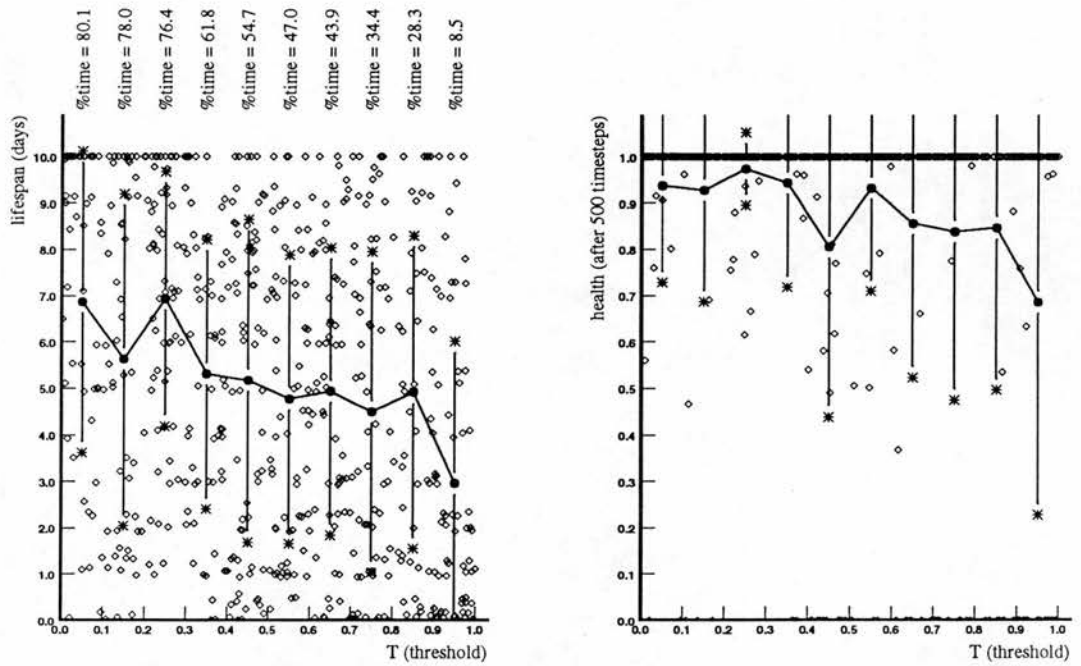 %time = 80.1
%time = 78.0
%time = 76.4
%time = 61.8
%time = 54.7
%time = 47.0
%time = 43.9
%time = 34.4
%time = 28.3
%time = 8.5
lifespan (days)
10.0
9.0
8.0
7.0
6.0
5.0
4.0
3.0
2.0
1.0
0.0
0.0 0.1 0.2 0.3 0.4 0.5 0.6 0.7 0.8 0.9 1.0
T (threshold)
health (after 500 timesteps)
1.0
0.9
0.8
0.7
0.6
0.5
0.4
0.3
0.2
0.1
0.0
0.0 0.1 0.2 0.3 0.4 0.5 0.6 0.7 0.8 0.9 1.0
T (threshold)